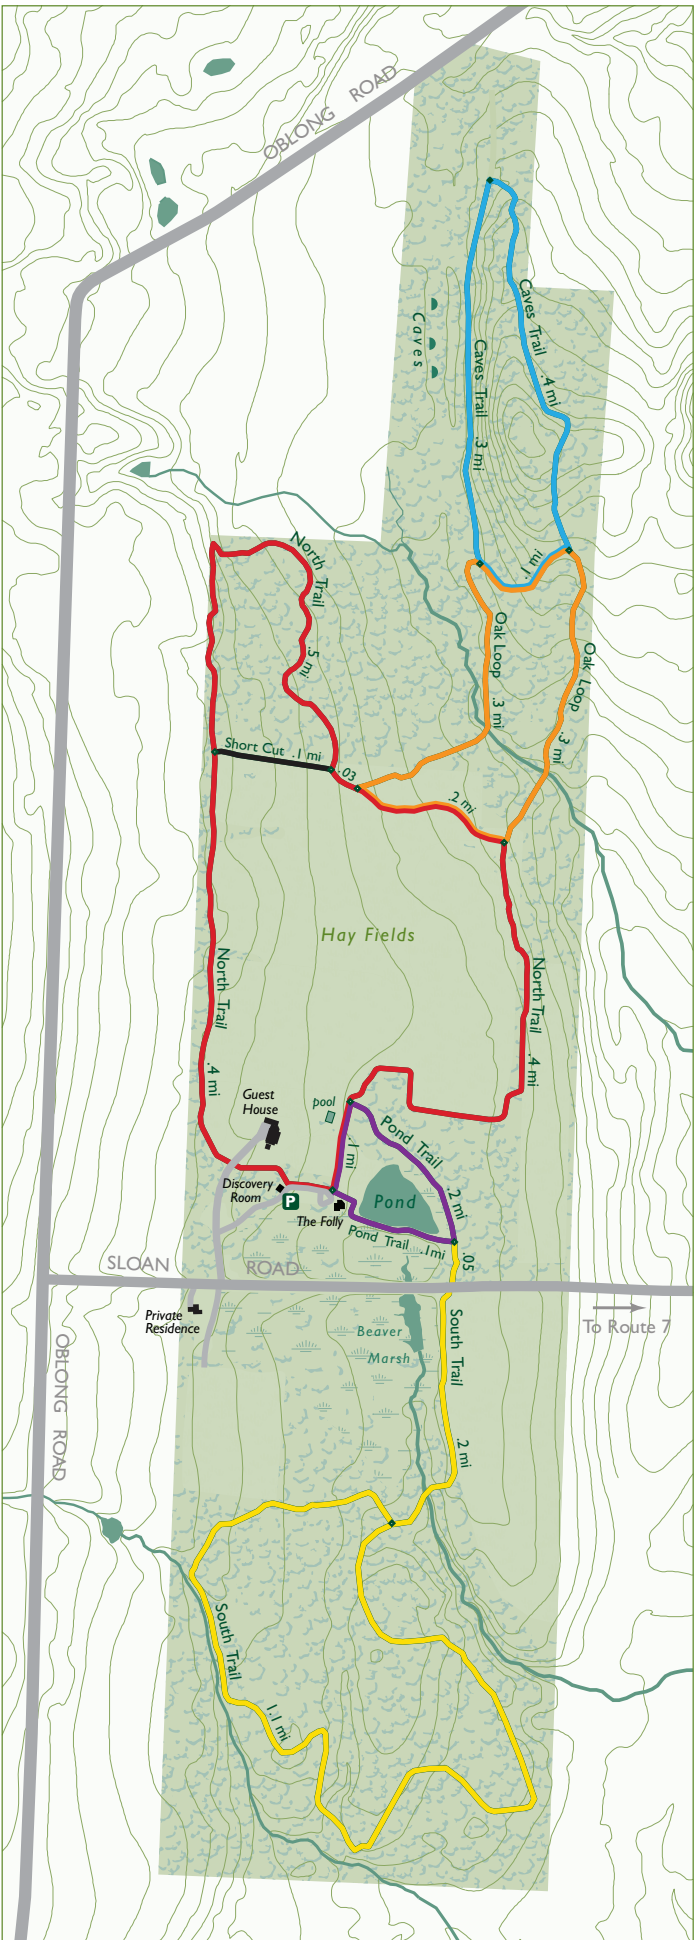 OBLONG ROAD
Caves Trail .4 mi
Caves
Caves Trail .3 mi
North Trail .5 mi
.1 mi
Oak Loop .3 mi
Oak Loop .3 mi
Short Cut .1 mi
.03
.2 mi
Hay Fields
North Trail .4 mi
North Trail .4 mi
Guest
House
pool
Pond Trail .2 mi
.1 mi
Discovery
Room
P
The Folly
Pond
Pond Trail .1mi
.05
SLOAN ROAD
Private
Residence
To Route 7
Beaver
Marsh
South Trail .2 mi
OBLONG ROAD
South Trail 1.1 mi